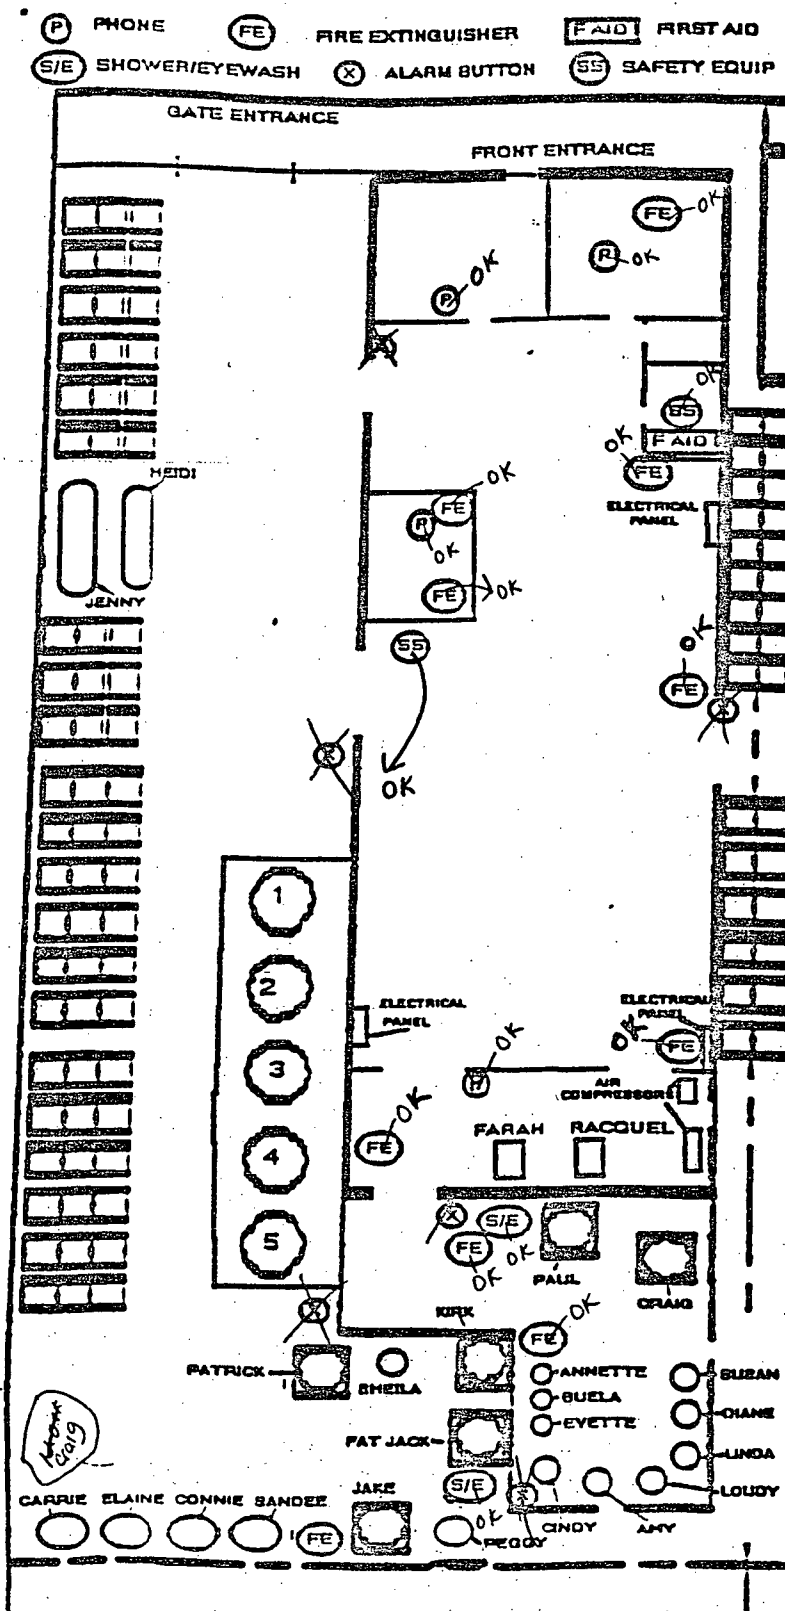 P PHONE FE FIRE EXTINGUISHER F AID FIRST AID
S/E SHOWER/EYEWASH X ALARM BUTTON SS SAFETY EQUIP
GATE ENTRANCE
FRONT ENTRANCE
FE OK
P OK
P OK
X
OK
SS
OK
F AID
FE
HEIDI
OK
FE
ELECTRICAL
PANEL
P
OK
FE OK
JENNY
SS
OK
FE
X
X
OK
1
2
ELECTRICAL
PANEL
ELECTRICAL
PANEL
OK
OK
FE
3
P
AIR
COMPRESSORS
OK
FARAH RACQUEL
FE
4
X S/E
5
FE OK
OK
PAUL
CRAIG
X
KIRK
OK
FE
PATRICK
SHEILA
ANNETTE
SUSAN
BUELA
EYETTE
DIANE
FAT JACK
LINDA
Craig
S/E
LOUDY
CARRIE ELAINE CONNIE SANDEE
JAKE
OK
X
CINDY
AMY
FE
PEGGY